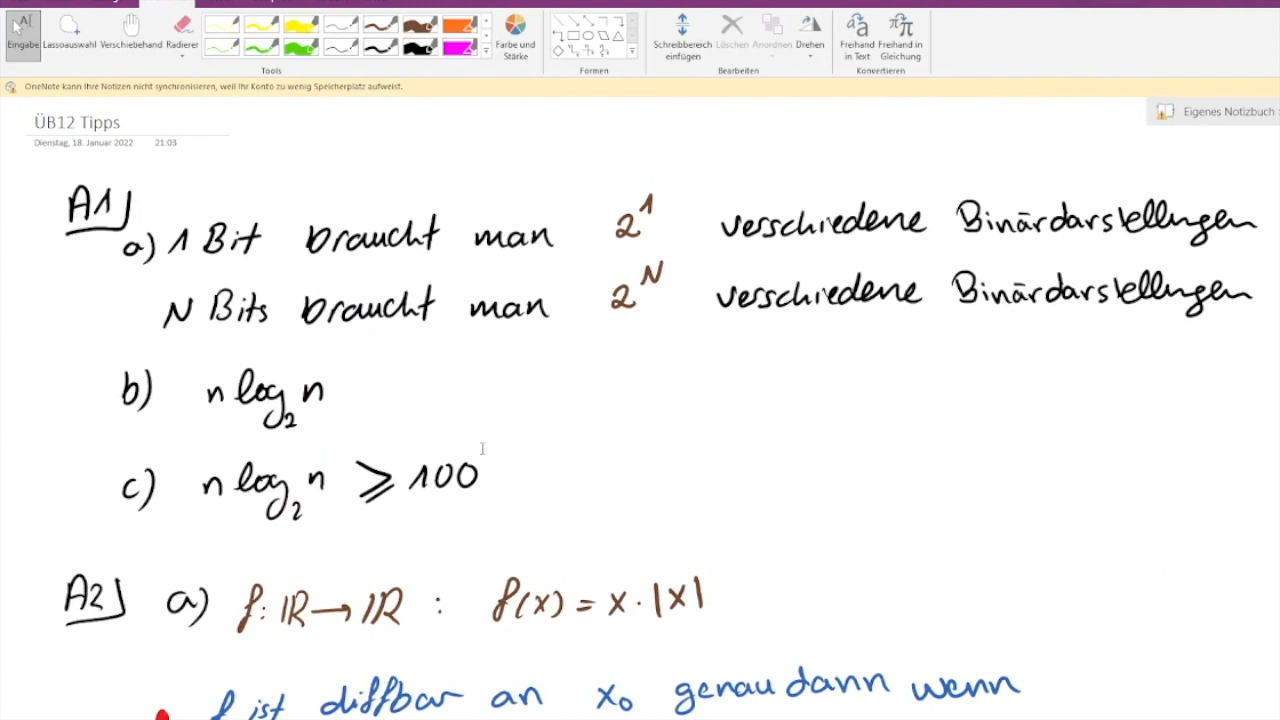 Eingabe Lassoauswahl Verschiebehand Radierer
Farbe und Stärke
Schreibbereich einfügen
Löschen Anordnen Drehen
Freihand in Text
Freihand in Gleichung
Tools Formen Bearbeiten Konvertieren
OneNote kann Ihre Notizen nicht synchronisieren, weil Ihr Konto zu wenig Speicherplatz aufweist.
Eigenes Notizbuch
ÜB12 Tipps
Dienstag, 18. Januar 2022 21:03
A1)
a) 1 Bit braucht man 2^1 verschiedene Binärdarstellungen
N Bits braucht man 2^N verschiedene Binärdarstellungen
b) n log₂ n
c) n log₂ n ⩾ 100
A2) a) f: ℝ → ℝ : f(x) = x · |x|
f ist diffbar an x₀ genau dann wenn